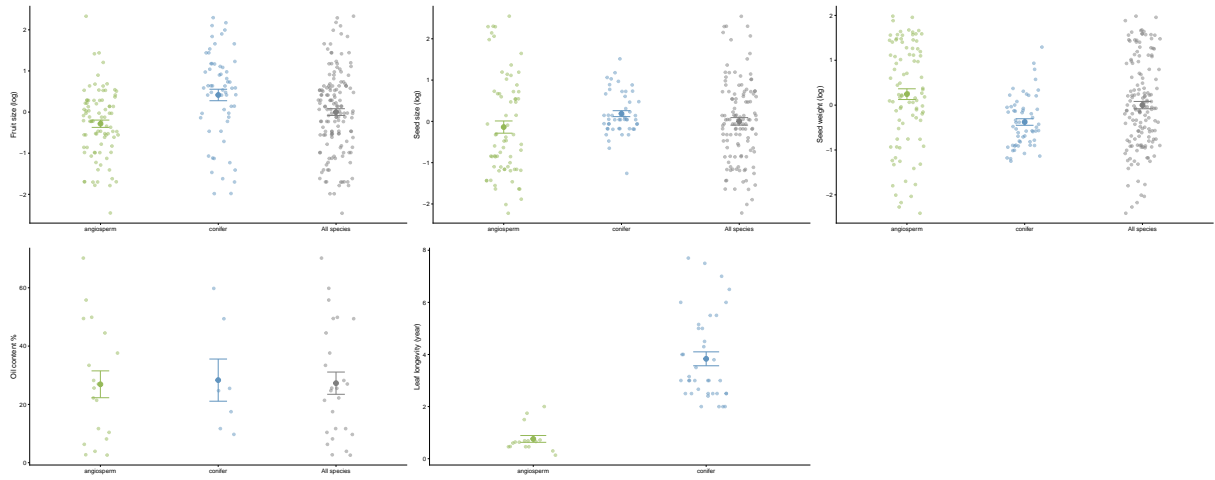 Fruit size (log)
2
1
0
−1
−2
angiosperm
conifer
All species
Seed size (log)
2
1
0
−1
−2
angiosperm
conifer
All species
Seed weight (log)
2
1
0
−1
−2
angiosperm
conifer
All species
Oil content %
60
40
20
0
angiosperm
conifer
All species
Leaf longevity (year)
8
6
4
2
0
angiosperm
conifer